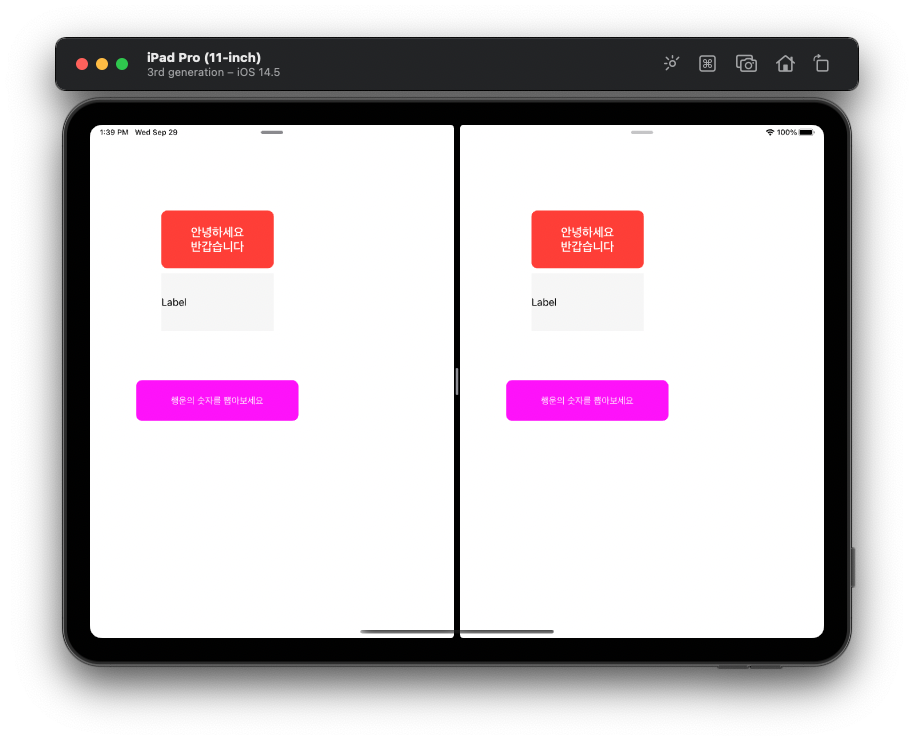 iPad Pro (11-inch)
3rd generation – iOS 14.5
1:39 PM Wed Sep 29
100%
안녕하세요
반갑습니다
Label
행운의 숫자를 뽑아보세요
안녕하세요
반갑습니다
Label
행운의 숫자를 뽑아보세요